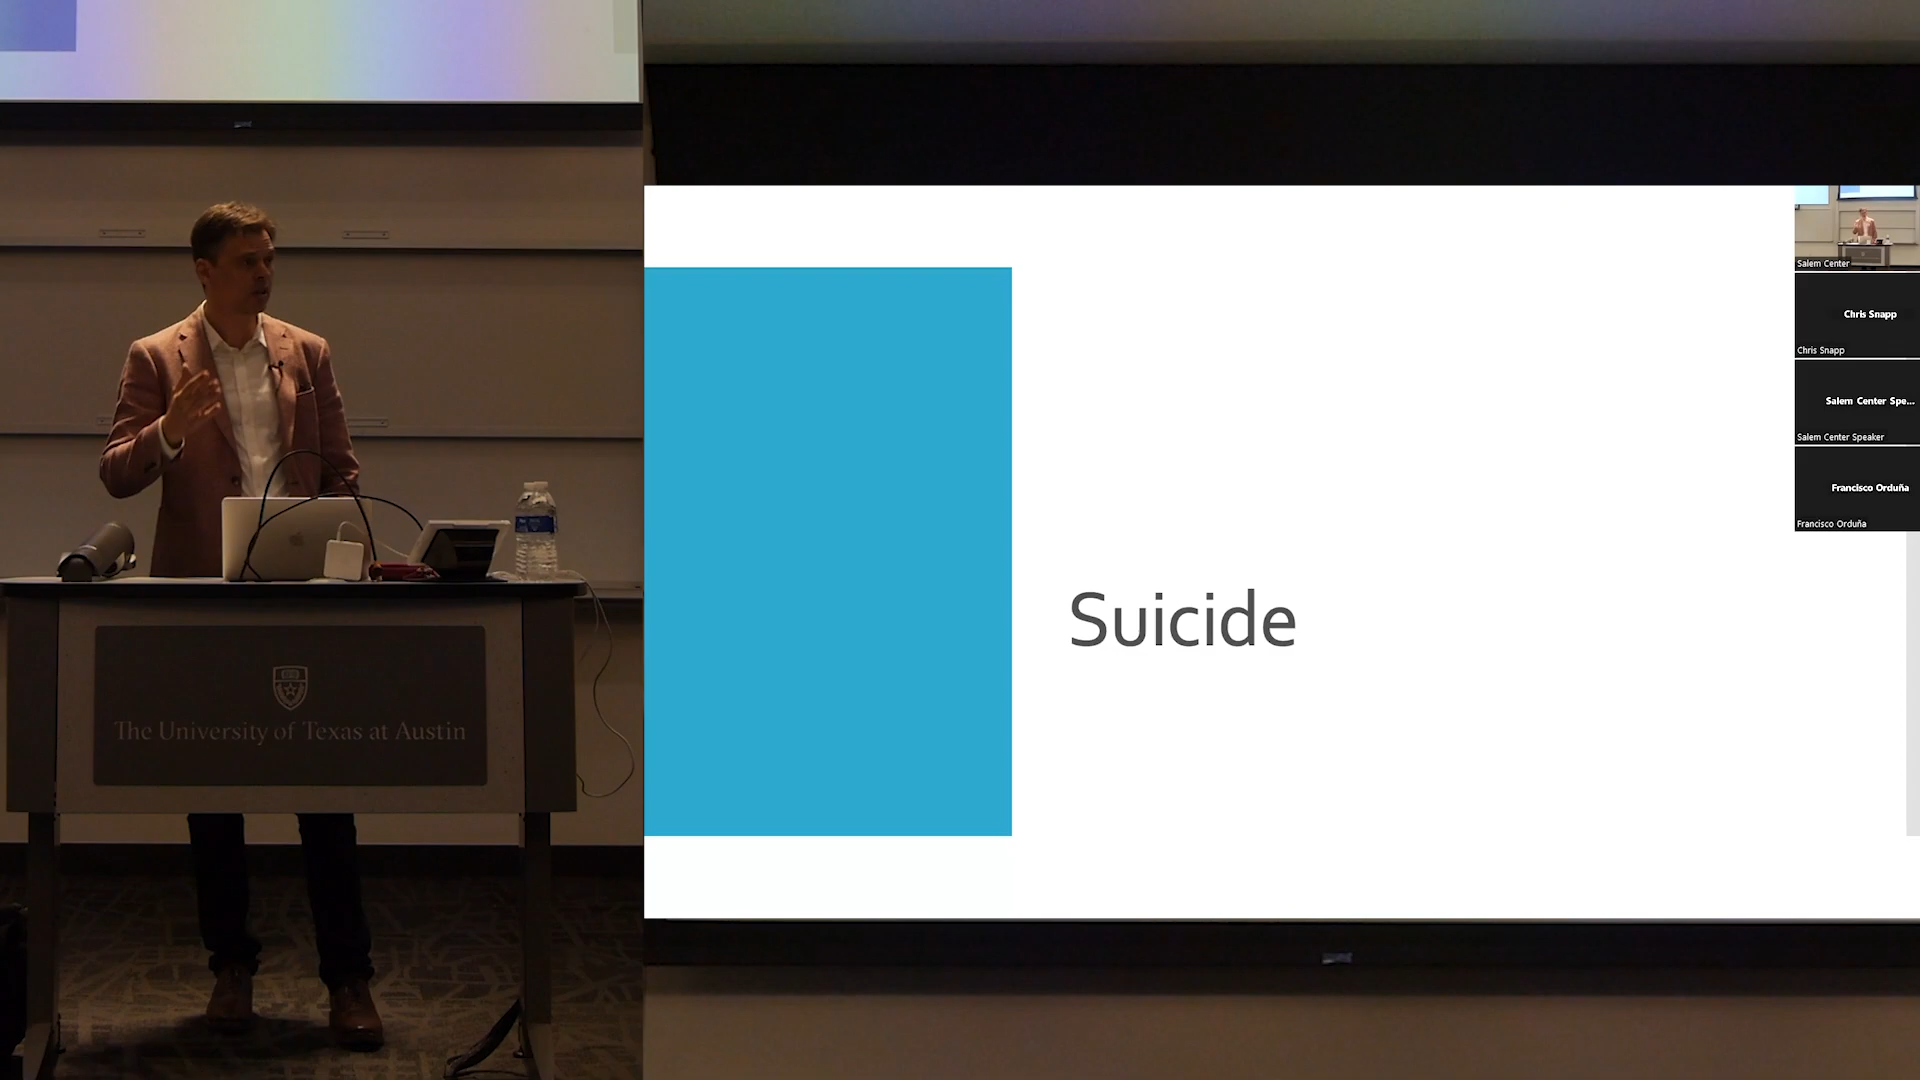 The University of Texas at Austin
Suicide
Salem Center
Chris Snapp
Chris Snapp
Salem Center Spe...
Salem Center Speaker
Francisco Orduña
Francisco Orduña